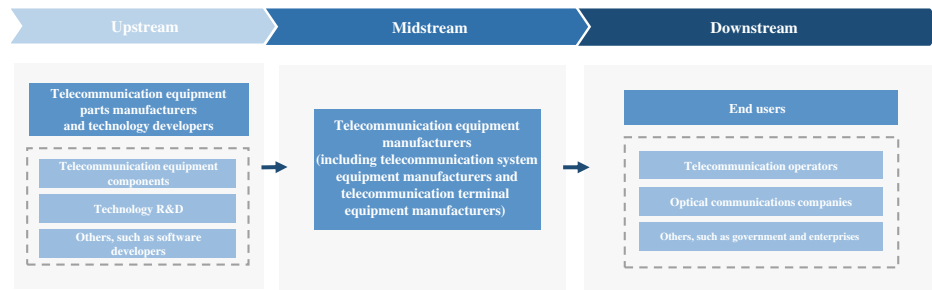 Upstream
Midstream
Downstream
Telecommunication equipment
parts manufacturers
and technology developers
Telecommunication equipment
components
Technology R&D
Others, such as software
developers
Telecommunication equipment
manufacturers
(including telecommunication system
equipment manufacturers and
telecommunication terminal
equipment manufacturers)
End users
Telecommunication operators
Optical communications companies
Others, such as government and enterprises